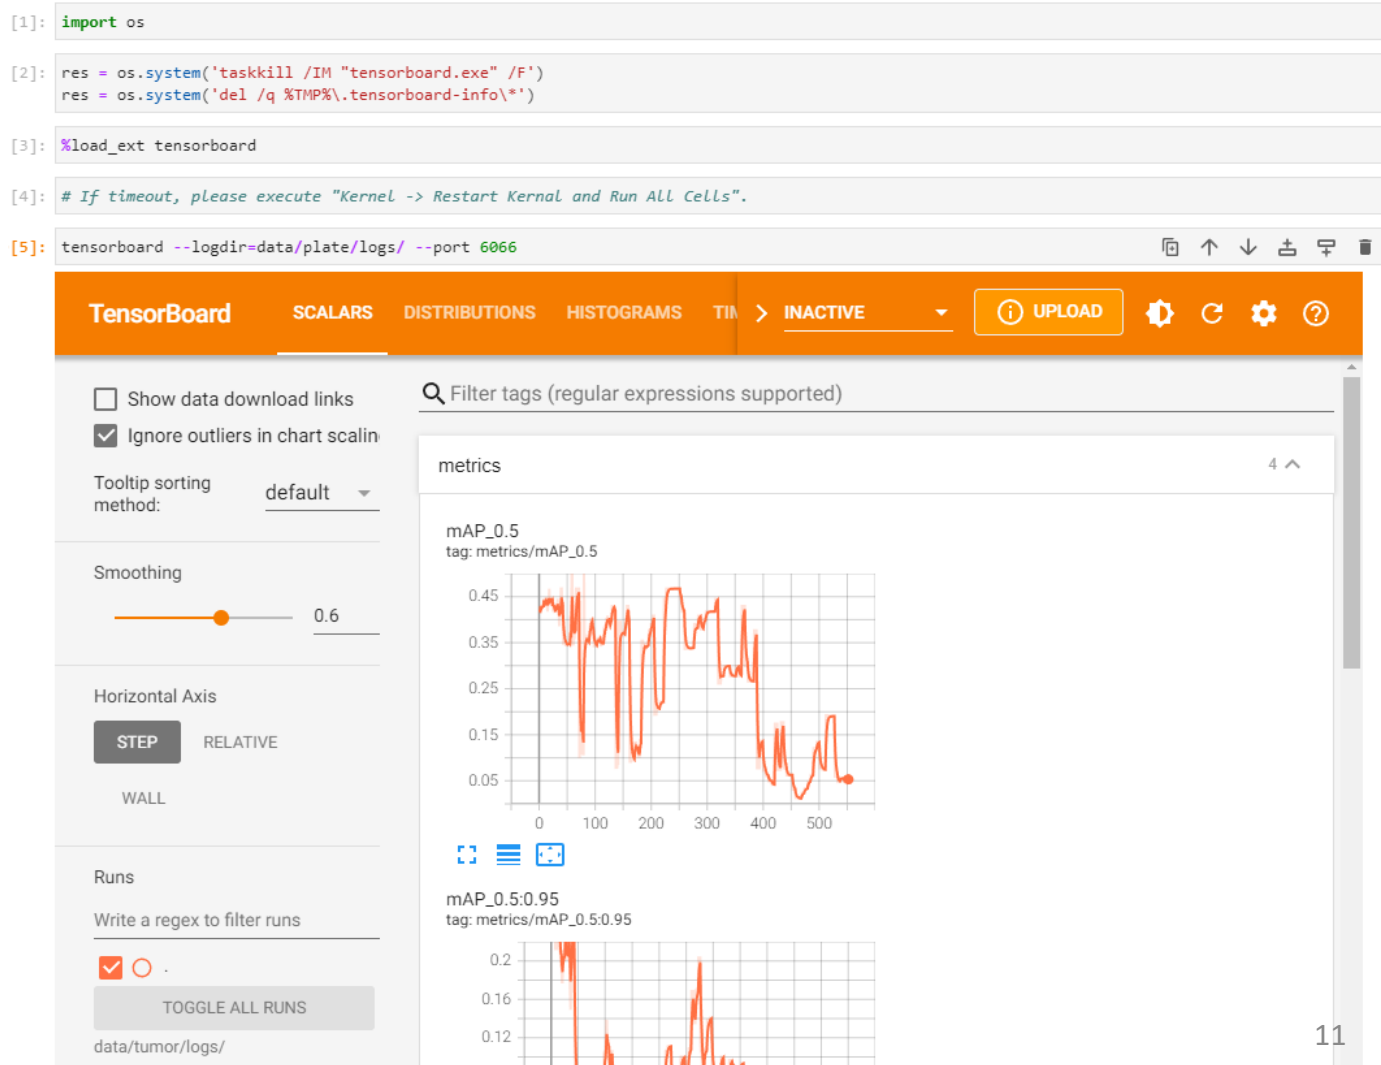 [1]: import os
[2]: res = os.system('taskkill /IM "tensorboard.exe" /F')
res = os.system('del /q %TMP%\.tensorboard-info\*')
[3]: %load_ext tensorboard
[4]: # If timeout, please execute "Kernel -> Restart Kernal and Run All Cells".
[5]: tensorboard --logdir=data/plate/logs/ --port 6066
TensorBoard SCALARS DISTRIBUTIONS HISTOGRAMS INACTIVE UPLOAD
Show data download links
Ignore outliers in chart scalin
Tooltip sorting
method:
default
Smoothing
0.6
Horizontal Axis
STEP RELATIVE
WALL
Runs
Write a regex to filter runs
.
TOGGLE ALL RUNS
data/tumor/logs/
Filter tags (regular expressions supported)
metrics 4
mAP_0.5
tag: metrics/mAP_0.5
0.45
0.35
0.25
0.15
0.05
0 100 200 300 400 500
mAP_0.5:0.95
tag: metrics/mAP_0.5:0.95
0.2
0.16
0.12
11